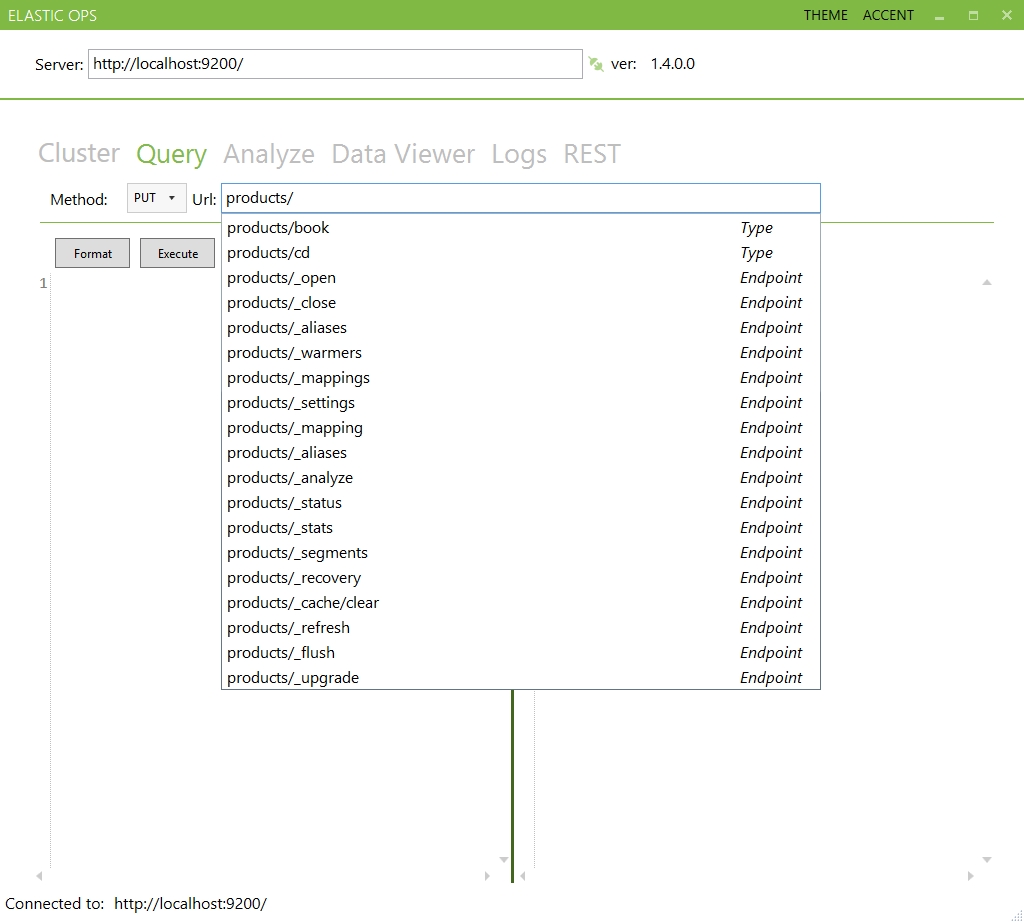 ELASTIC OPS THEME ACCENT
Server: http://localhost:9200/ ver: 1.4.0.0
Cluster Query Analyze Data Viewer Logs REST
Method: PUT Url: products/
products/book Type
Format Execute products/cd Type
1 products/_open Endpoint
products/_close Endpoint
products/_aliases Endpoint
products/_warmers Endpoint
products/_mappings Endpoint
products/_settings Endpoint
products/_mapping Endpoint
products/_aliases Endpoint
products/_analyze Endpoint
products/_status Endpoint
products/_stats Endpoint
products/_segments Endpoint
products/_recovery Endpoint
products/_cache/clear Endpoint
products/_refresh Endpoint
products/_flush Endpoint
products/_upgrade Endpoint
Connected to: http://localhost:9200/